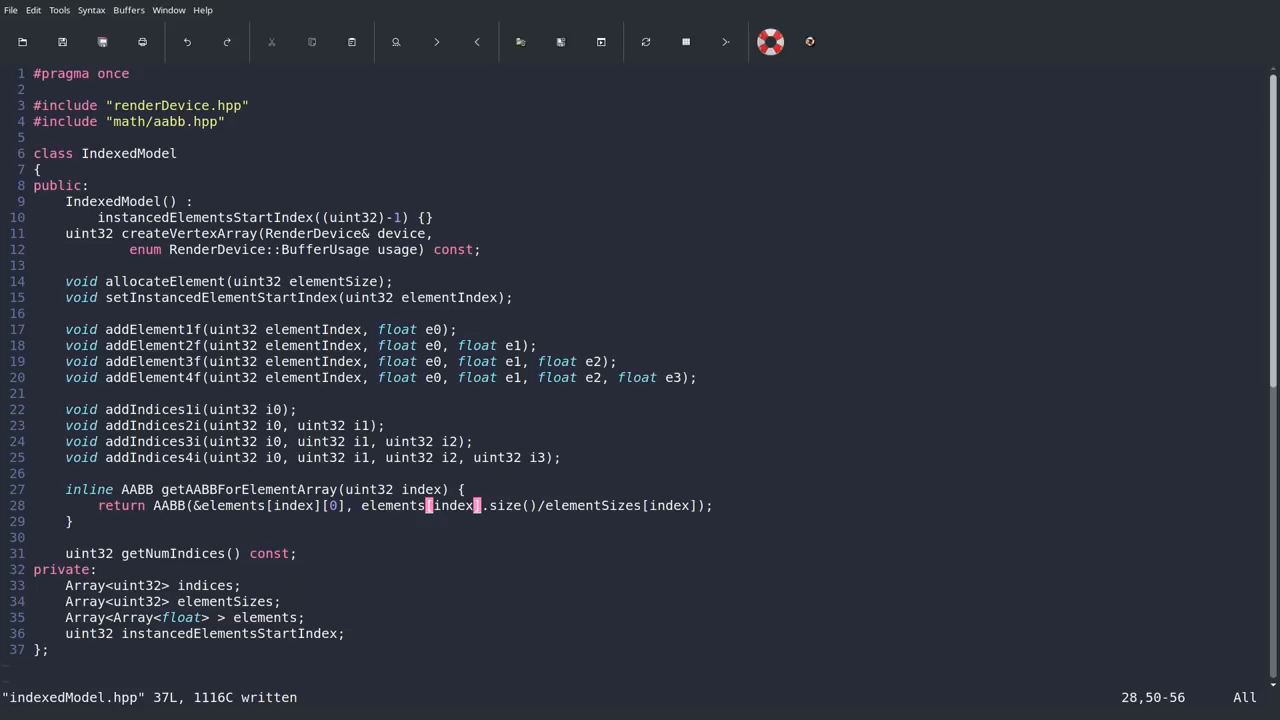 File Edit Tools Syntax Buffers Window Help
1 #pragma once
2
3 #include "renderDevice.hpp"
4 #include "math/aabb.hpp"
5
6 class IndexedModel
7 {
8 public:
9     IndexedModel() :
10         instancedElementsStartIndex((uint32)-1) {}
11     uint32 createVertexArray(RenderDevice& device,
12             enum RenderDevice::BufferUsage usage) const;
13
14     void allocateElement(uint32 elementSize);
15     void setInstancedElementStartIndex(uint32 elementIndex);
16
17     void addElement1f(uint32 elementIndex, float e0);
18     void addElement2f(uint32 elementIndex, float e0, float e1);
19     void addElement3f(uint32 elementIndex, float e0, float e1, float e2);
20     void addElement4f(uint32 elementIndex, float e0, float e1, float e2, float e3);
21
22     void addIndices1i(uint32 i0);
23     void addIndices2i(uint32 i0, uint32 i1);
24     void addIndices3i(uint32 i0, uint32 i1, uint32 i2);
25     void addIndices4i(uint32 i0, uint32 i1, uint32 i2, uint32 i3);
26
27     inline AABB getAABBForElementArray(uint32 index) {
28         return AABB(&elements[index][0], elements[index].size()/elementSizes[index]);
29     }
30
31     uint32 getNumIndices() const;
32 private:
33     Array<uint32> indices;
34     Array<uint32> elementSizes;
35     Array<Array<float> > elements;
36     uint32 instancedElementsStartIndex;
37 };
~
~
"indexedModel.hpp" 37L, 1116C written 28,50-56 All